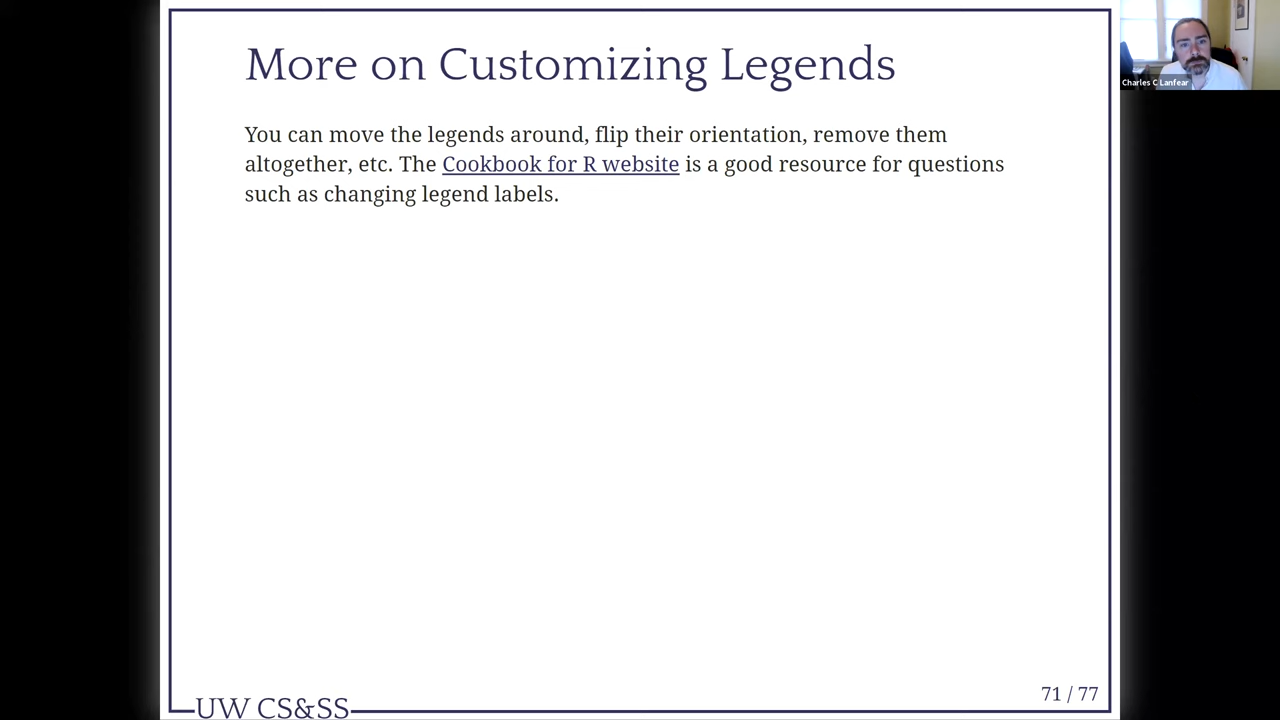 More on Customizing Legends
Charles C Lanfear
You can move the legends around, flip their orientation, remove them
altogether, etc. The Cookbook for R website is a good resource for questions
such as changing legend labels.
71 / 77
UW CS&SS